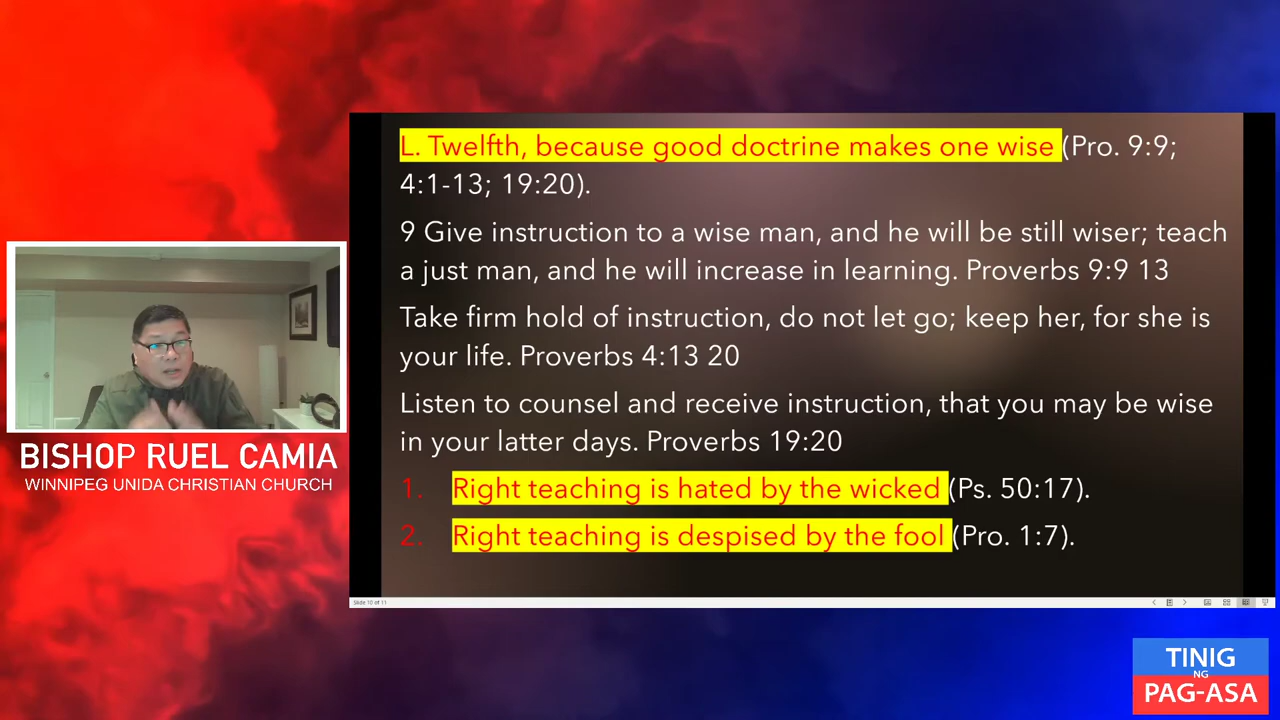 L. Twelfth, because good doctrine makes one wise (Pro. 9:9;
4:1-13; 19:20).
9 Give instruction to a wise man, and he will be still wiser; teach
a just man, and he will increase in learning. Proverbs 9:9 13
Take firm hold of instruction, do not let go; keep her, for she is
your life. Proverbs 4:13 20
Listen to counsel and receive instruction, that you may be wise
in your latter days. Proverbs 19:20
1. Right teaching is hated by the wicked (Ps. 50:17).
2. Right teaching is despised by the fool (Pro. 1:7).
Slide 10 of 11
BISHOP RUEL CAMIA
WINNIPEG UNIDA CHRISTIAN CHURCH
TINIG
NG
PAG-ASA